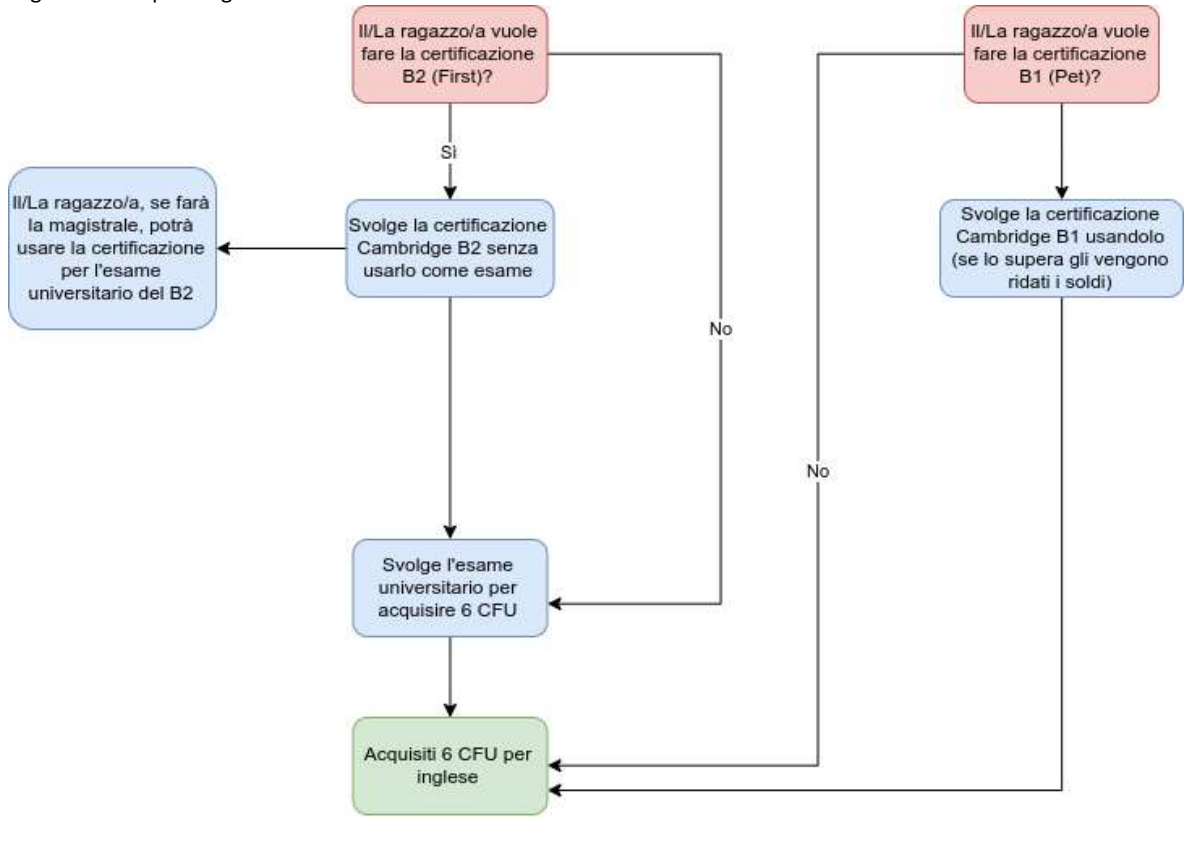 Il/La ragazzo/a vuole
fare la certificazione
B2 (First)?
Il/La ragazzo/a vuole
fare la certificazione
B1 (Pet)?
Sì
Il/La ragazzo/a, se farà
la magistrale, potrà
usare la certificazione
per l'esame
universitario del B2
Svolge la certificazione
Cambridge B2 senza
usarlo come esame
Svolge la certificazione
Cambridge B1 usandolo
(se lo supera gli vengono
ridati i soldi)
No
No
Svolge l'esame
universitario per
acquisire 6 CFU
Acquisiti 6 CFU per
inglese